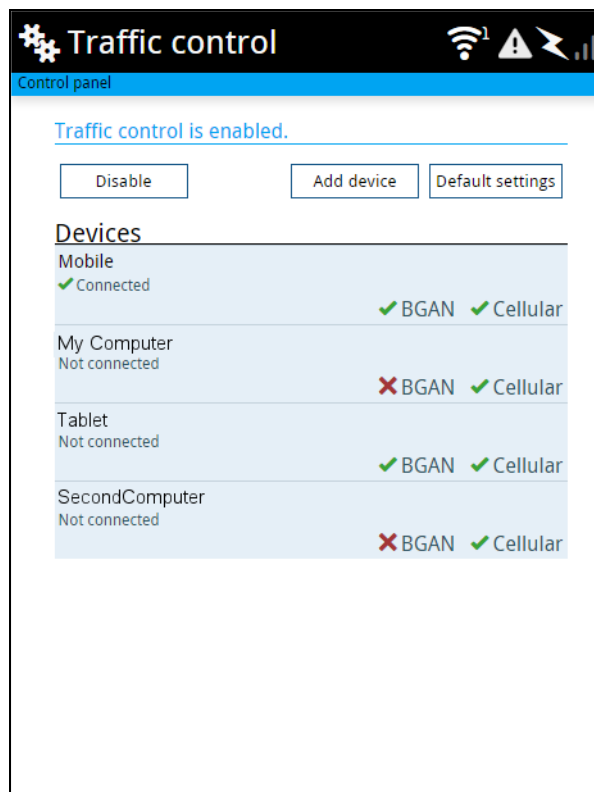 Traffic control
1
Control panel
Traffic control is enabled.
Disable Add device Default settings
Devices
Mobile
Connected
BGAN Cellular
My Computer
Not connected
BGAN Cellular
Tablet
Not connected
BGAN Cellular
SecondComputer
Not connected
BGAN Cellular